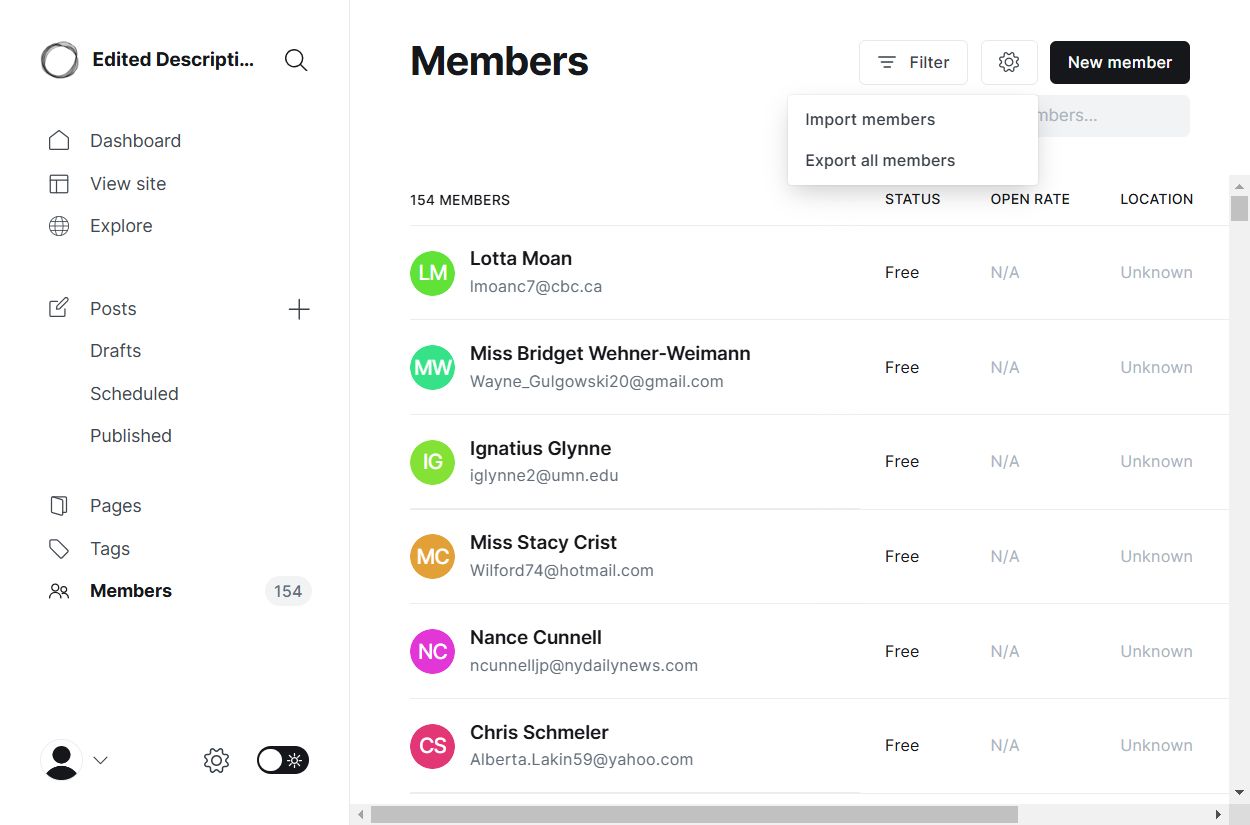 Edited Descripti...
Dashboard
View site
Explore
Posts
Drafts
Scheduled
Published
Pages
Tags
Members
154
Members
Filter
New member
Import members
Export all members
154 MEMBERS
STATUS
OPEN RATE
LOCATION
LM
Lotta Moan
lmoanc7@cbc.ca
Free
N/A
Unknown
MW
Miss Bridget Wehner-Weimann
Wayne_Gulgowski20@gmail.com
Free
N/A
Unknown
IG
Ignatius Glynne
iglynne2@umn.edu
Free
N/A
Unknown
MC
Miss Stacy Crist
Wilford74@hotmail.com
Free
N/A
Unknown
NC
Nance Cunnell
ncunnelljp@nydailynews.com
Free
N/A
Unknown
CS
Chris Schmeler
Alberta.Lakin59@yahoo.com
Free
N/A
Unknown